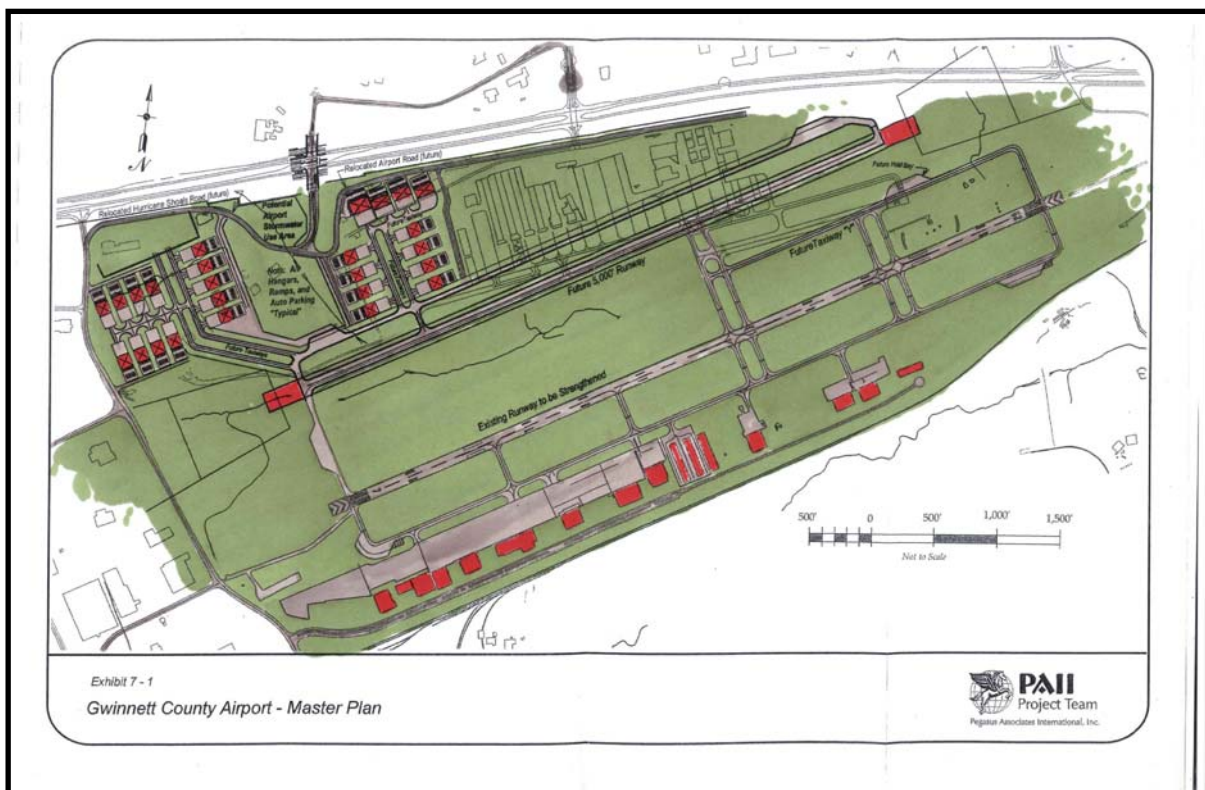 N
Relocated Airport Road (future)
Relocated Hurricane Shoals Road (future)
Potential
Airport
Stormwater
Use Area
Note: All
Hangars,
Ramps, and
Auto Parking
"Typical"
Future Taxilanes
Future 5,000' Runway
Future Hold Bay
Future Taxiway "Y"
Existing Runway to be Strengthened
500' 0 500' 1,000' 1,500'
Not to Scale
Exhibit 7 - 1
Gwinnett County Airport - Master Plan
PAII
Project Team
Pegasus Associates International, Inc.